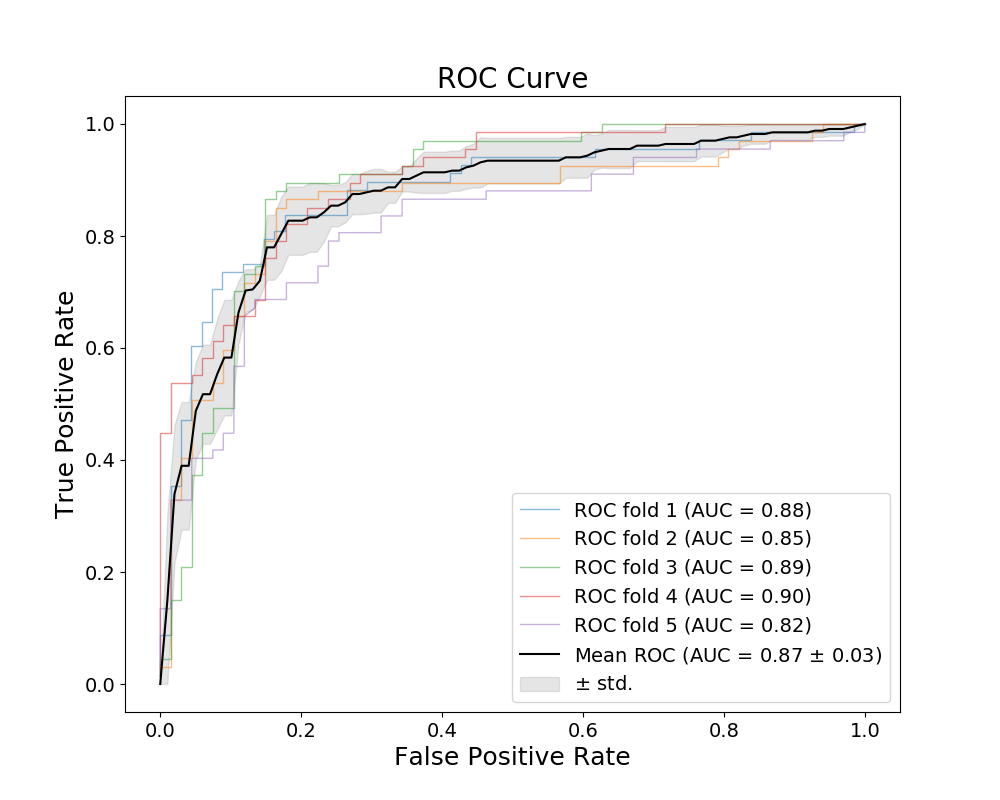 ROC Curve
1.0
0.8
0.6
0.4
0.2
0.0
True Positive Rate
0.0 0.2 0.4 0.6 0.8 1.0
False Positive Rate
ROC fold 1 (AUC = 0.88)
ROC fold 2 (AUC = 0.85)
ROC fold 3 (AUC = 0.89)
ROC fold 4 (AUC = 0.90)
ROC fold 5 (AUC = 0.82)
Mean ROC (AUC = 0.87 ± 0.03)
± std.